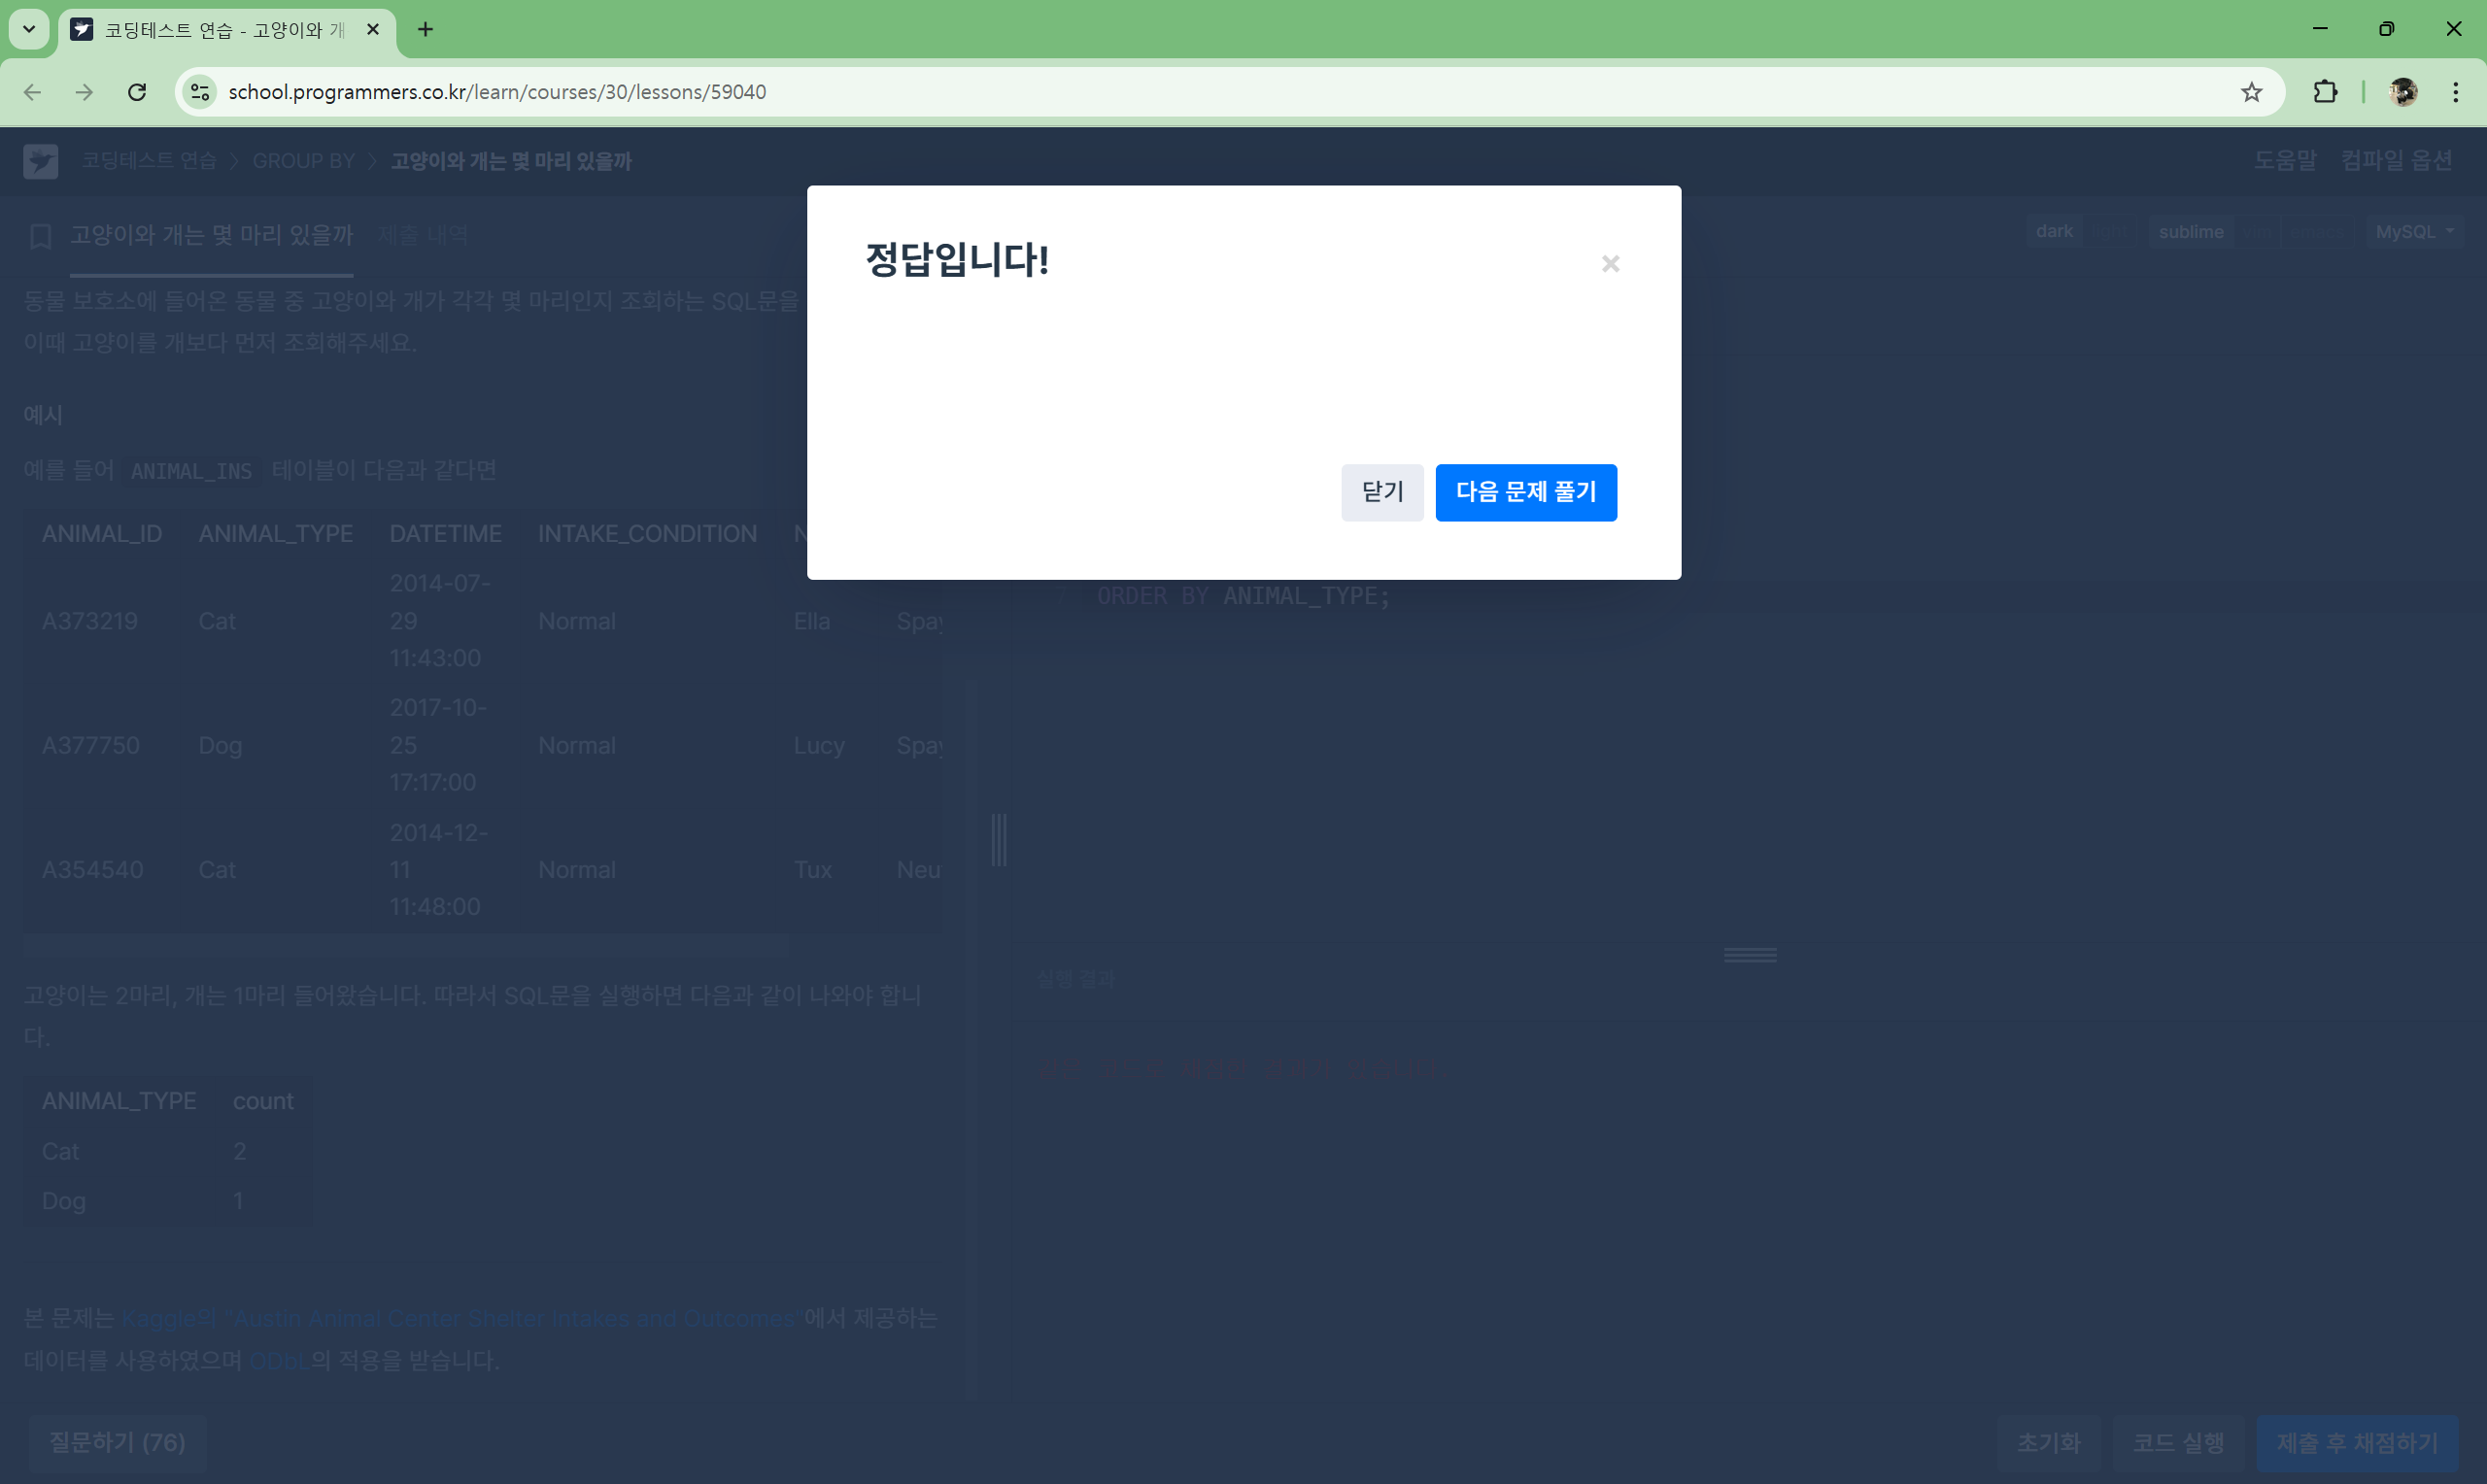 코딩테스트 연습 - 고양이와 개
school.programmers.co.kr/learn/courses/30/lessons/59040
코딩테스트 연습 > GROUP BY > 고양이와 개는 몇 마리 있을까
도움말 컴파일 옵션
고양이와 개는 몇 마리 있을까 제출 내역
dark light sublime vim emacs MySQL
동물 보호소에 들어온 동물 중 고양이와 개가 각각 몇 마리인지 조회하는 SQL문을
이때 고양이를 개보다 먼저 조회해주세요.
정답입니다!
×
닫기 다음 문제 풀기
예시
예를 들어 ANIMAL_INS 테이블이 다음과 같다면
ANIMAL_ID ANIMAL_TYPE DATETIME INTAKE_CONDITION N
A373219 Cat 2014-07-29 11:43:00 Normal Ella Spay
A377750 Dog 2017-10-25 17:17:00 Normal Lucy Spay
A354540 Cat 2014-12-11 11:48:00 Normal Tux Neu
고양이는 2마리, 개는 1마리 들어왔습니다. 따라서 SQL문을 실행하면 다음과 같이 나와야 합니
다.
ANIMAL_TYPE count
Cat 2
Dog 1
본 문제는 Kaggle의 "Austin Animal Center Shelter Intakes and Outcomes"에서 제공하는
데이터를 사용하였으며 ODbL의 적용을 받습니다.
7 ORDER BY ANIMAL_TYPE;
실행 결과
질문하기 (76)
초기화 코드 실행 제출 후 채점하기